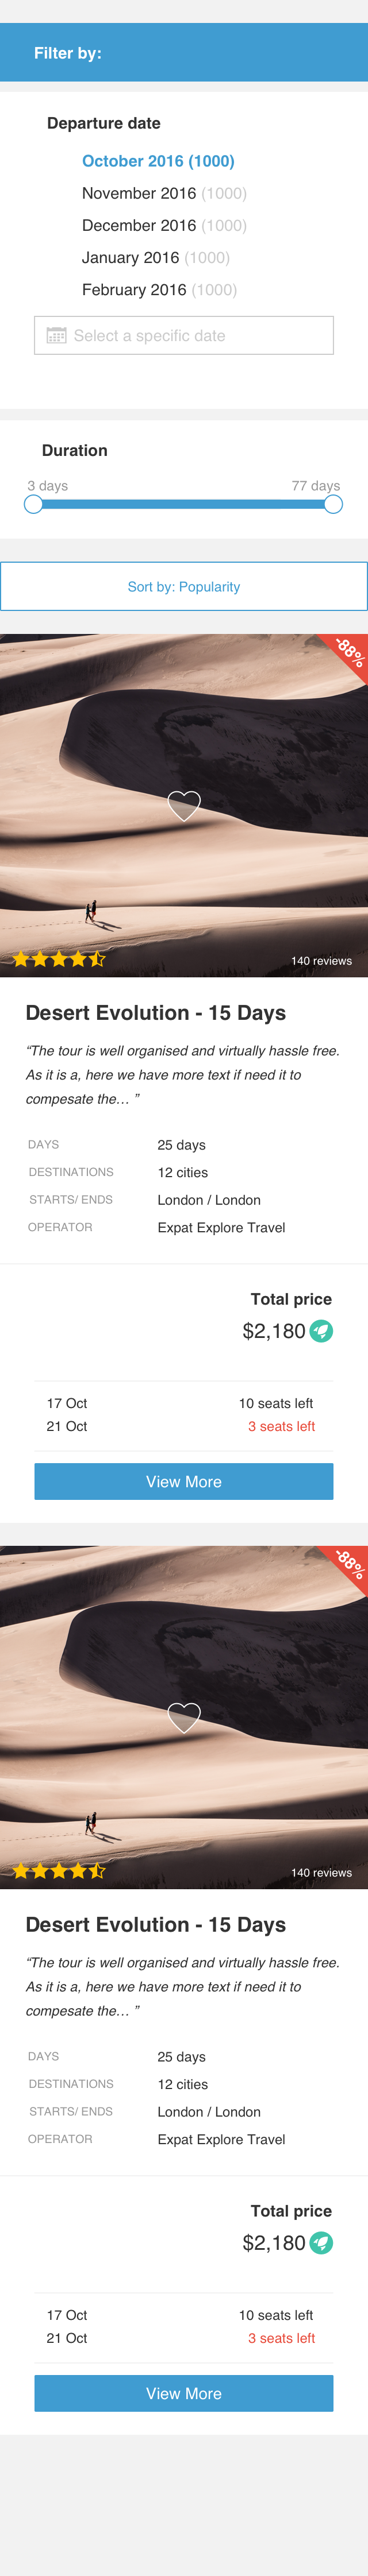 Filter by:
Departure date
October 2016 (1000)
November 2016 (1000)
December 2016 (1000)
January 2016 (1000)
February 2016 (1000)
Select a specific date
Duration
3 days 77 days
Sort by: Popularity
-88%
140 reviews
Desert Evolution - 15 Days
“The tour is well organised and virtually hassle free.
As it is a, here we have more text if need it to
compesate the… ”
DAYS 25 days
DESTINATIONS 12 cities
STARTS/ ENDS London / London
OPERATOR Expat Explore Travel
Total price
$2,180
17 Oct 10 seats left
21 Oct 3 seats left
View More
-88%
140 reviews
Desert Evolution - 15 Days
“The tour is well organised and virtually hassle free.
As it is a, here we have more text if need it to
compesate the… ”
DAYS 25 days
DESTINATIONS 12 cities
STARTS/ ENDS London / London
OPERATOR Expat Explore Travel
Total price
$2,180
17 Oct 10 seats left
21 Oct 3 seats left
View More